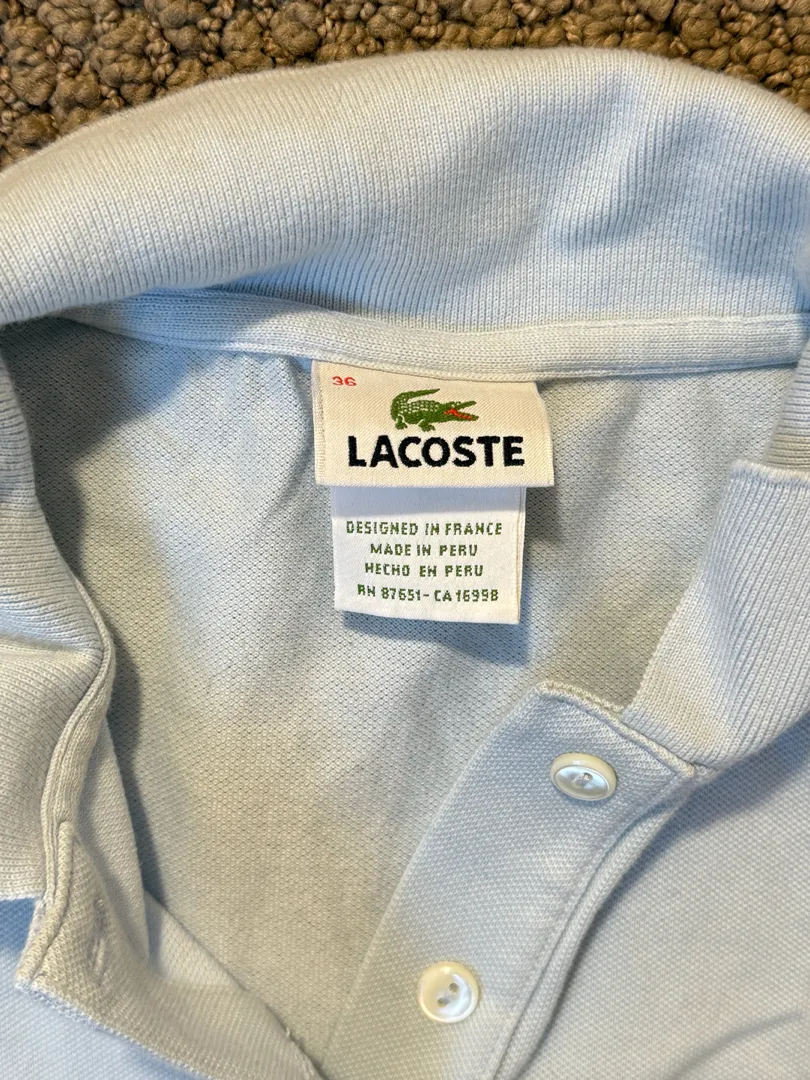 36
LACOSTE
DESIGNED IN FRANCE
MADE IN PERU
HECHO EN PERU
RN 87651-CA 16998